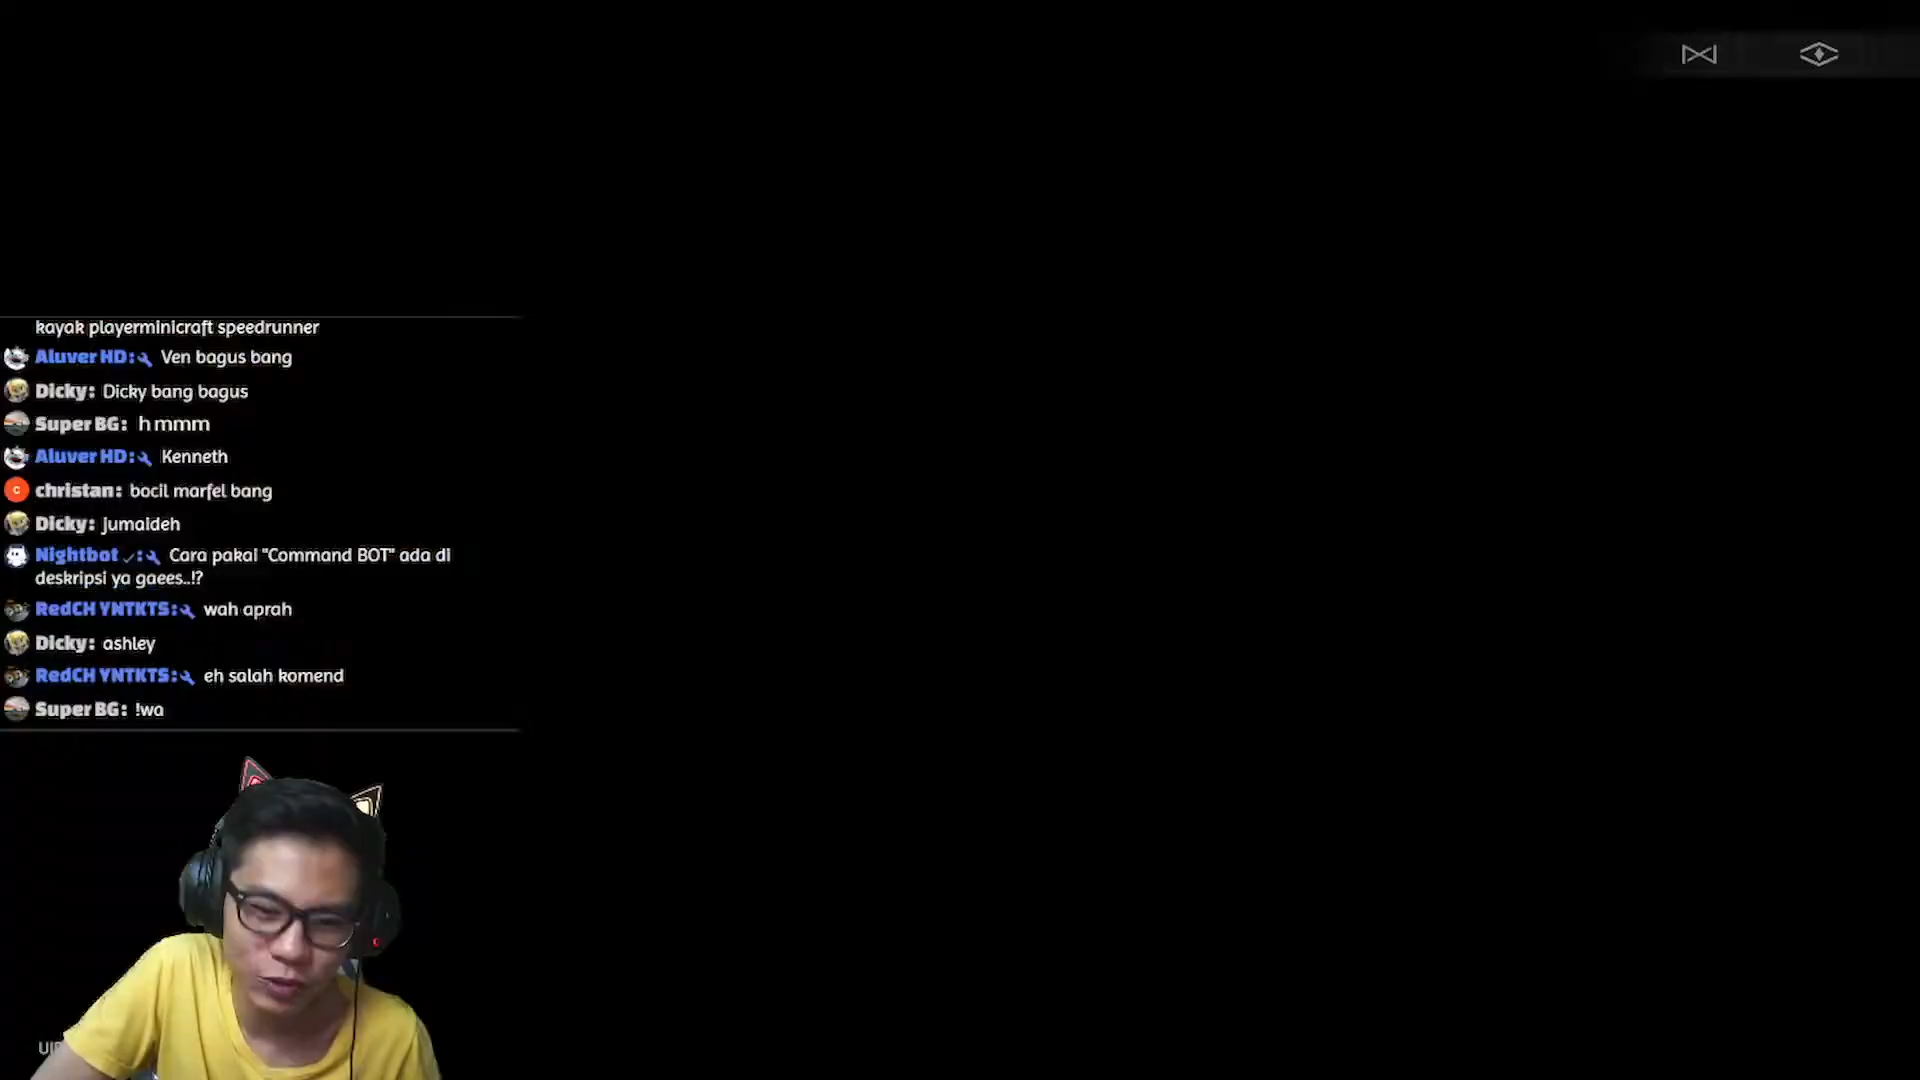 kayak playerminicraft speedrunner
Aluver HD: Ven bagus bang
Dicky: Dicky bang bagus
Super BG: h mmm
Aluver HD: Kenneth
C christan: bocil marfel bang
Dicky: jumaideh
Nightbot ✓: Cara pakai "Command BOT" ada di
deskripsi ya gaees..!?
RedCH YNTKTS: wah aprah
Dicky: ashley
RedCH YNTKTS: eh salah komend
Super BG: !wa